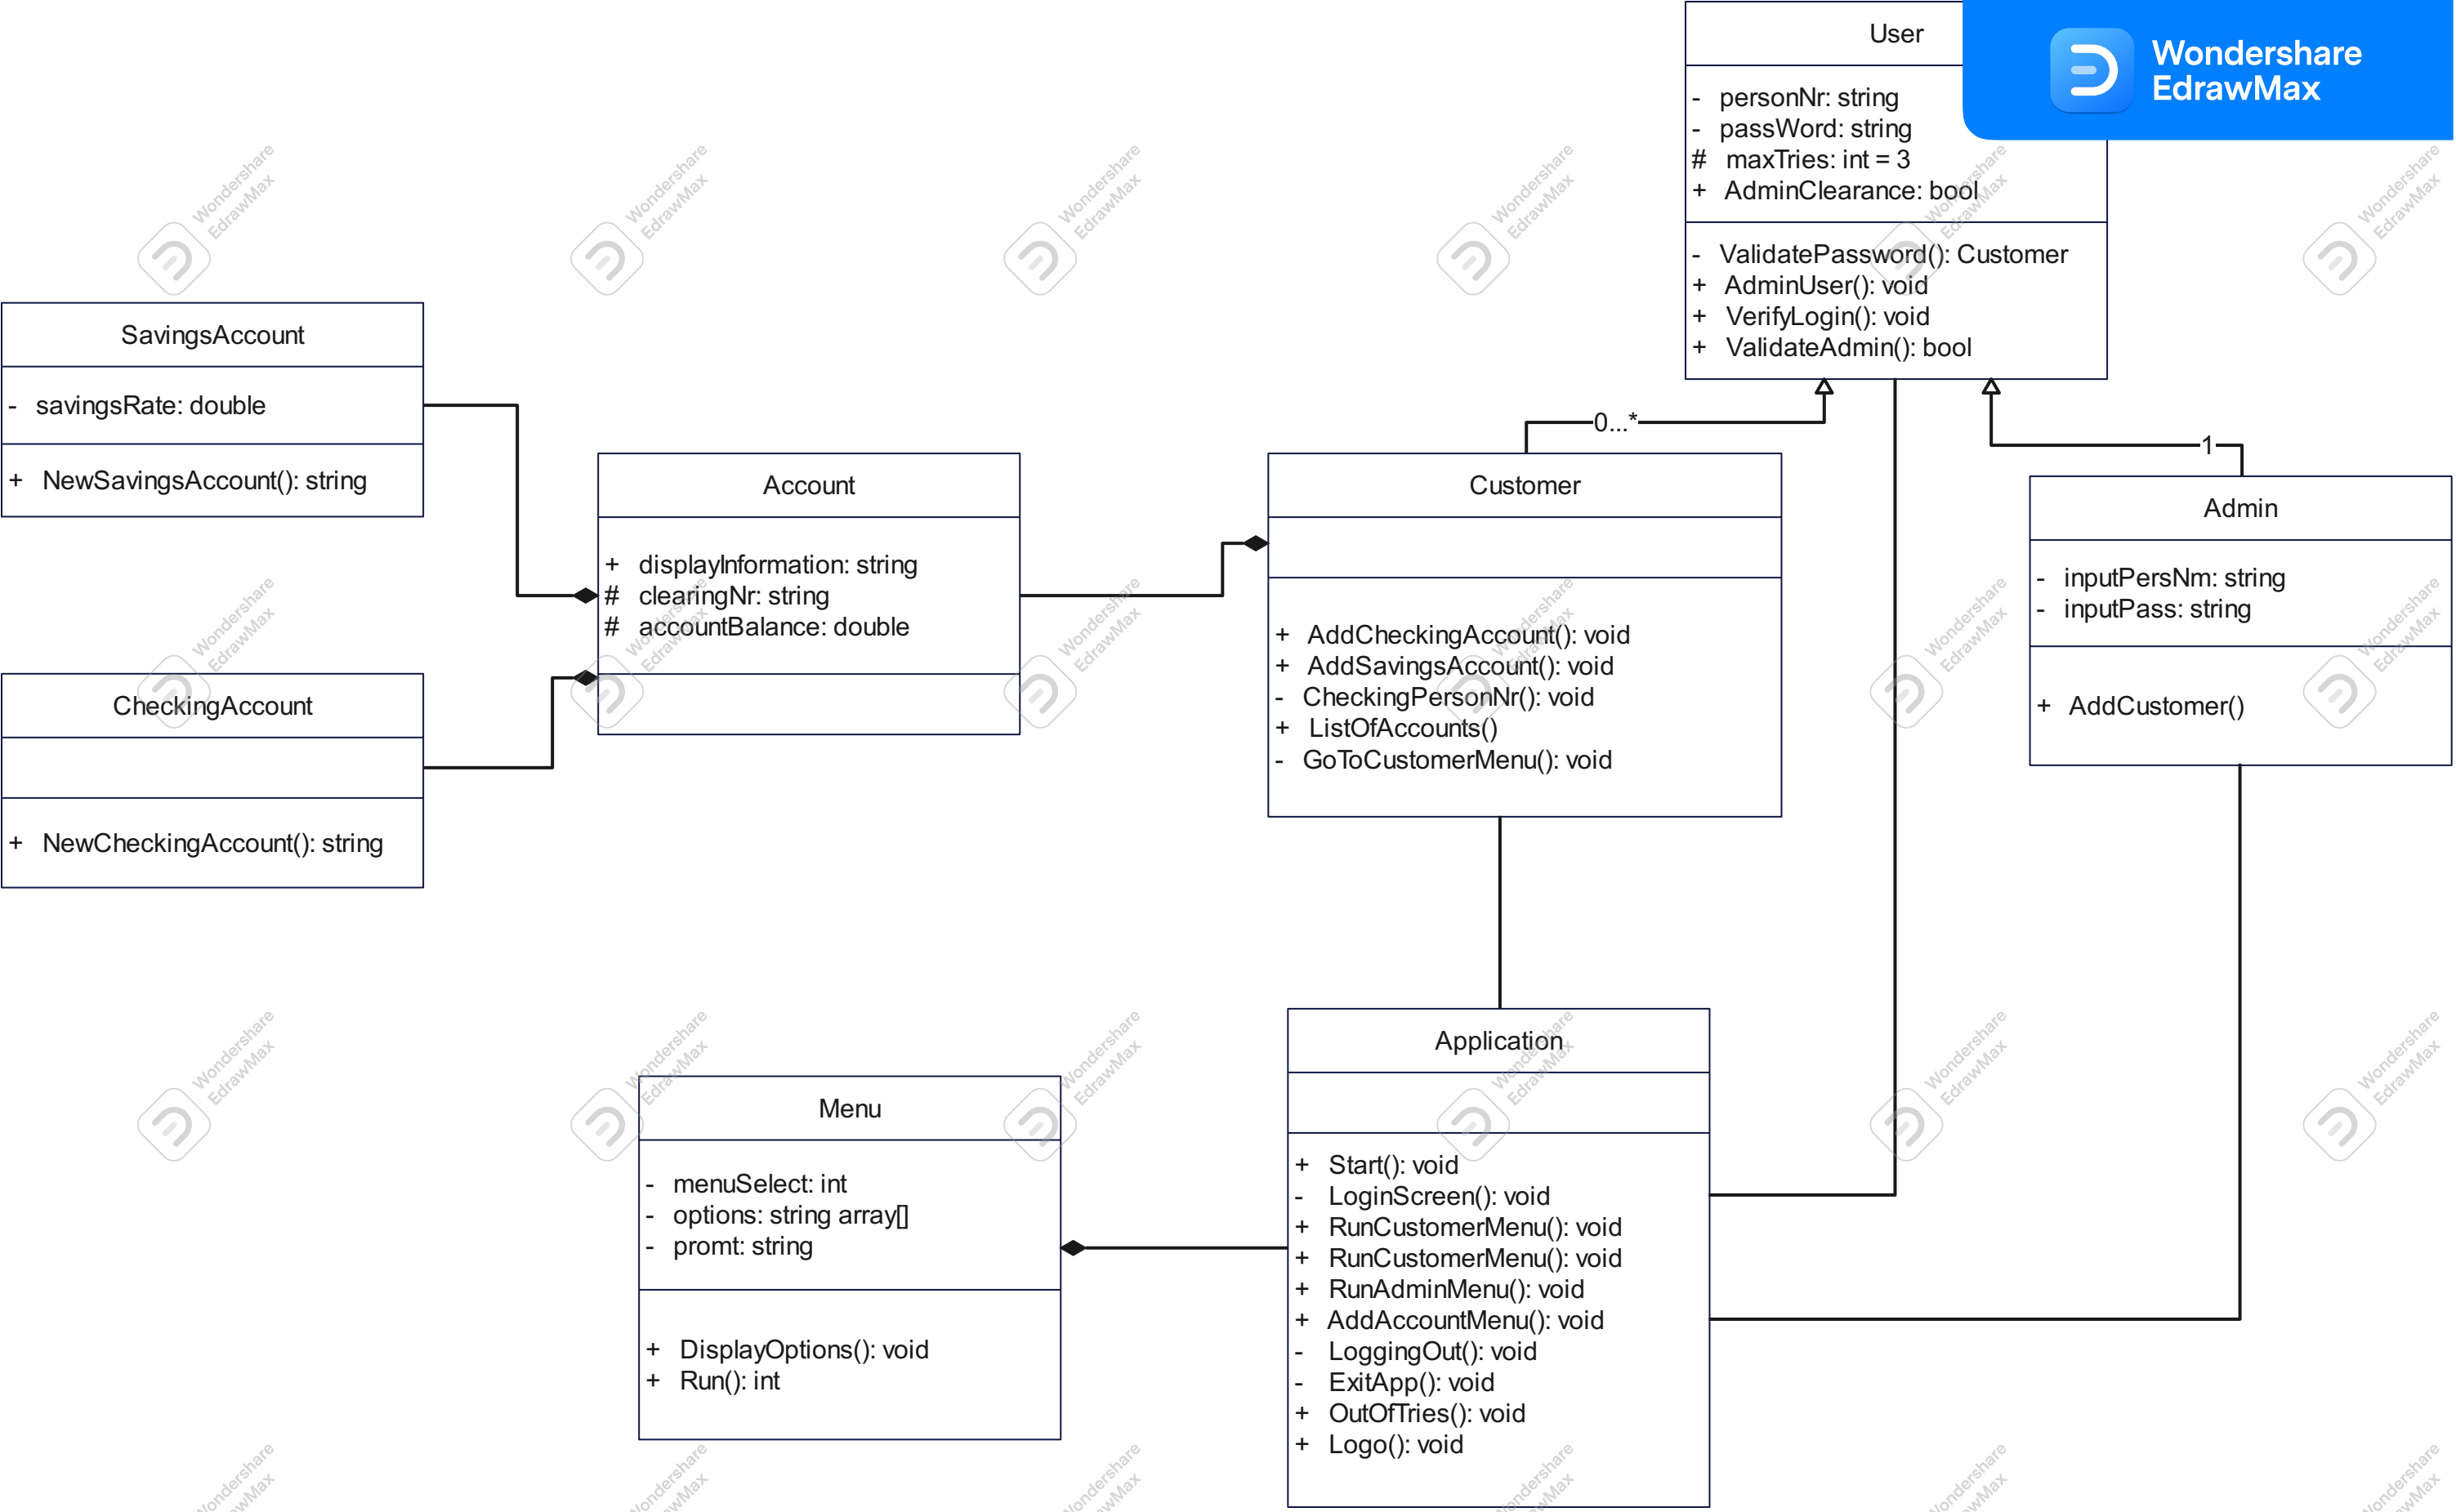 User
- personNr: string
- passWord: string
# maxTries: int = 3
+ AdminClearance: bool
- ValidatePassword(): Customer
+ AdminUser(): void
+ VerifyLogin(): void
+ ValidateAdmin(): bool
Wondershare
EdrawMax
SavingsAccount
- savingsRate: double
+ NewSavingsAccount(): string
CheckingAccount
+ NewCheckingAccount(): string
Account
+ displayInformation: string
# clearingNr: string
# accountBalance: double
0...*
1
Customer
+ AddCheckingAccount(): void
+ AddSavingsAccount(): void
- CheckingPersonNr(): void
+ ListOfAccounts()
- GoToCustomerMenu(): void
Admin
- inputPersNm: string
- inputPass: string
+ AddCustomer()
Menu
- menuSelect: int
- options: string array[]
- promt: string
+ DisplayOptions(): void
+ Run(): int
Application
+ Start(): void
- LoginScreen(): void
+ RunCustomerMenu(): void
+ RunCustomerMenu(): void
+ RunAdminMenu(): void
+ AddAccountMenu(): void
- LoggingOut(): void
- ExitApp(): void
+ OutOfTries(): void
+ Logo(): void